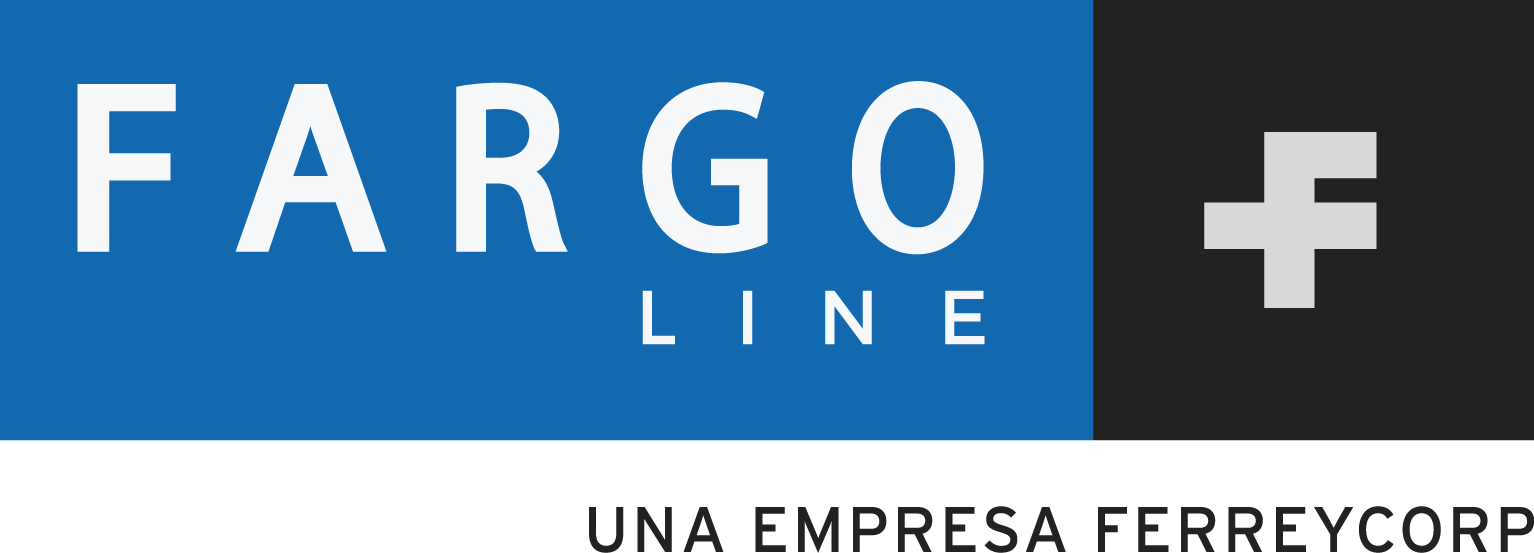 FARGO
LINE
F
UNA EMPRESA FERREYCORP